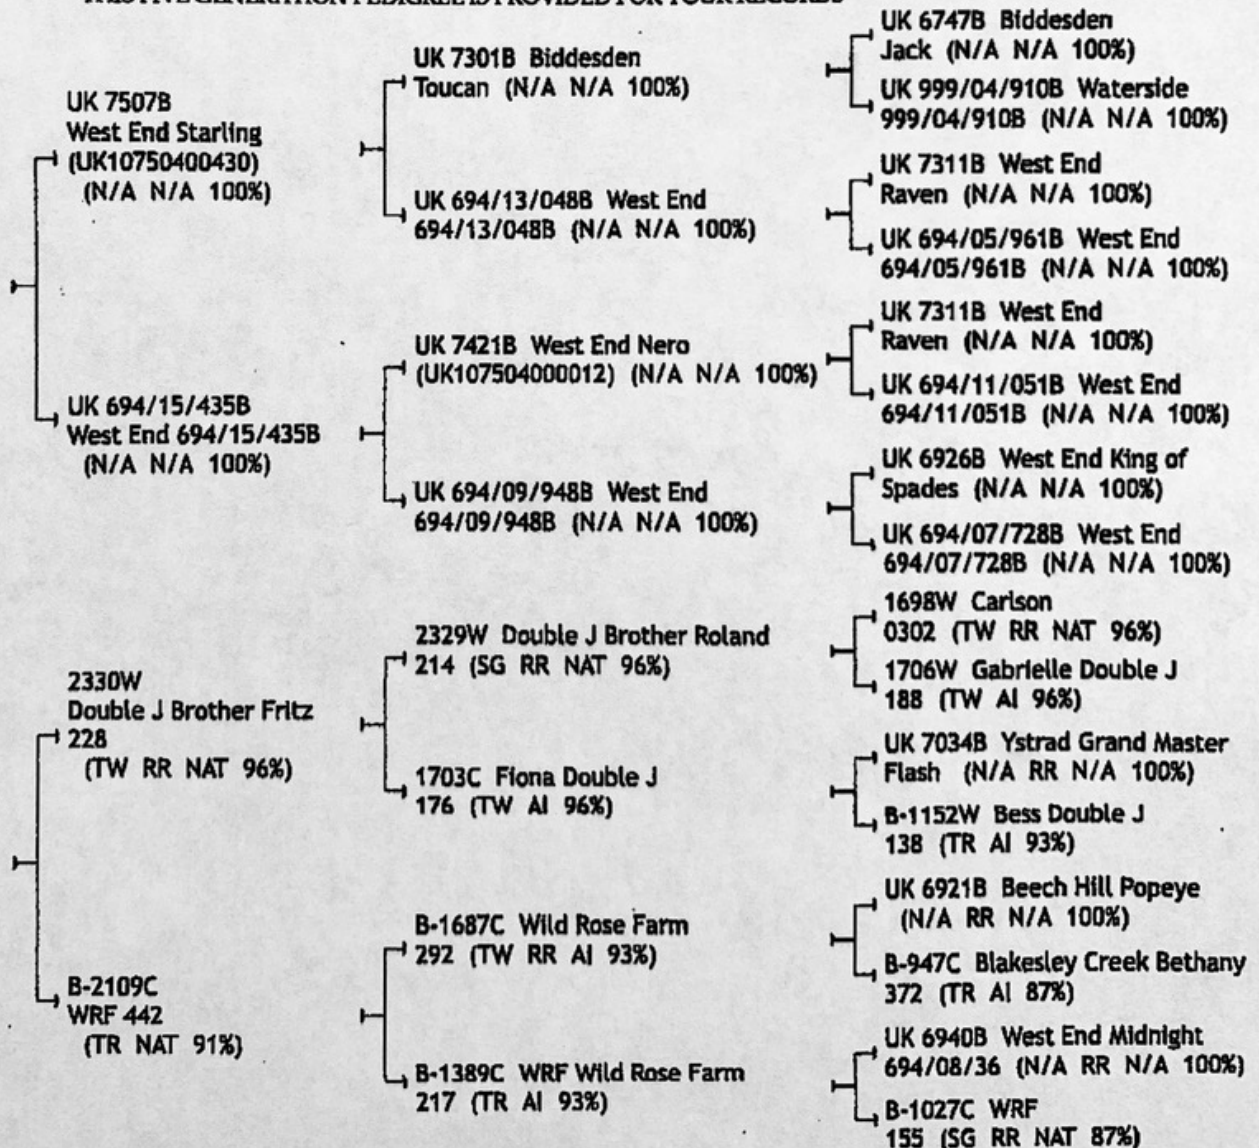 UK 7507B
West End Starling
(UK10750400430)
(N/A N/A 100%)
UK 694/15/435B
West End 694/15/435B
(N/A N/A 100%)
2330W
Double J Brother Fritz
228
(TW RR NAT 96%)
B-2109C
WRF 442
(TR NAT 91%)
UK 7301B Biddesden
Toucan (N/A N/A 100%)
UK 694/13/048B West End
694/13/048B (N/A N/A 100%)
UK 7421B West End Nero
(UK107504000012) (N/A N/A 100%)
UK 694/09/948B West End
694/09/948B (N/A N/A 100%)
2329W Double J Brother Roland
214 (SG RR NAT 96%)
1703C Fiona Double J
176 (TW AI 96%)
B-1687C Wild Rose Farm
292 (TW RR AI 93%)
B-1389C WRF Wild Rose Farm
217 (TR AI 93%)
UK 6747B Biddesden
Jack (N/A N/A 100%)
UK 999/04/910B Waterside
999/04/910B (N/A N/A 100%)
UK 7311B West End
Raven (N/A N/A 100%)
UK 694/05/961B West End
694/05/961B (N/A N/A 100%)
UK 7311B West End
Raven (N/A N/A 100%)
UK 694/11/051B West End
694/11/051B (N/A N/A 100%)
UK 6926B West End King of
Spades (N/A N/A 100%)
UK 694/07/728B West End
694/07/728B (N/A N/A 100%)
1698W Carlson
0302 (TW RR NAT 96%)
1706W Gabrielle Double J
188 (TW AI 96%)
UK 7034B Ystrad Grand Master
Flash (N/A RR N/A 100%)
B-1152W Bess Double J
138 (TR AI 93%)
UK 6921B Beech Hill Popeye
(N/A RR N/A 100%)
B-947C Blakesley Creek Bethany
372 (TR AI 87%)
UK 6940B West End Midnight
694/08/36 (N/A RR N/A 100%)
B-1027C WRF
155 (SG RR NAT 87%)